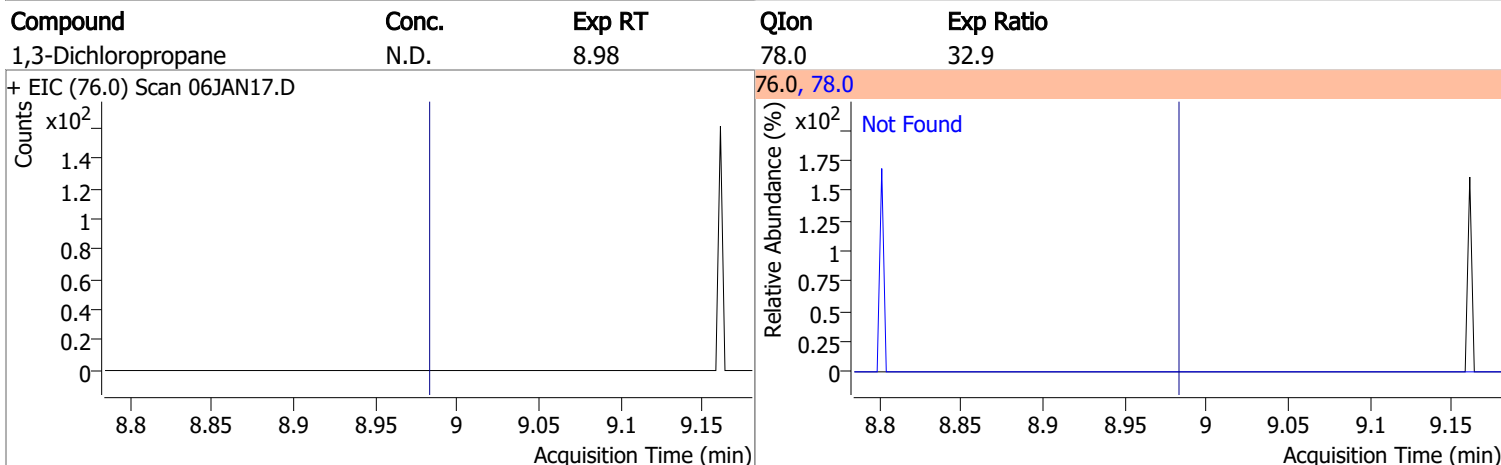 Compound Conc. Exp RT QIon Exp Ratio
1,3-Dichloropropane N.D. 8.98 78.0 32.9
+ EIC (76.0) Scan 06JAN17.D
Counts
x10²
1.4
1.2
1
0.8
0.6
0.4
0.2
0
8.8 8.85 8.9 8.95 9 9.05 9.1 9.15
Acquisition Time (min)
76.0, 78.0
Relative Abundance (%)
x10²
Not Found
1.75
1.5
1.25
1
0.75
0.5
0.25
0
8.8 8.85 8.9 8.95 9 9.05 9.1 9.15
Acquisition Time (min)